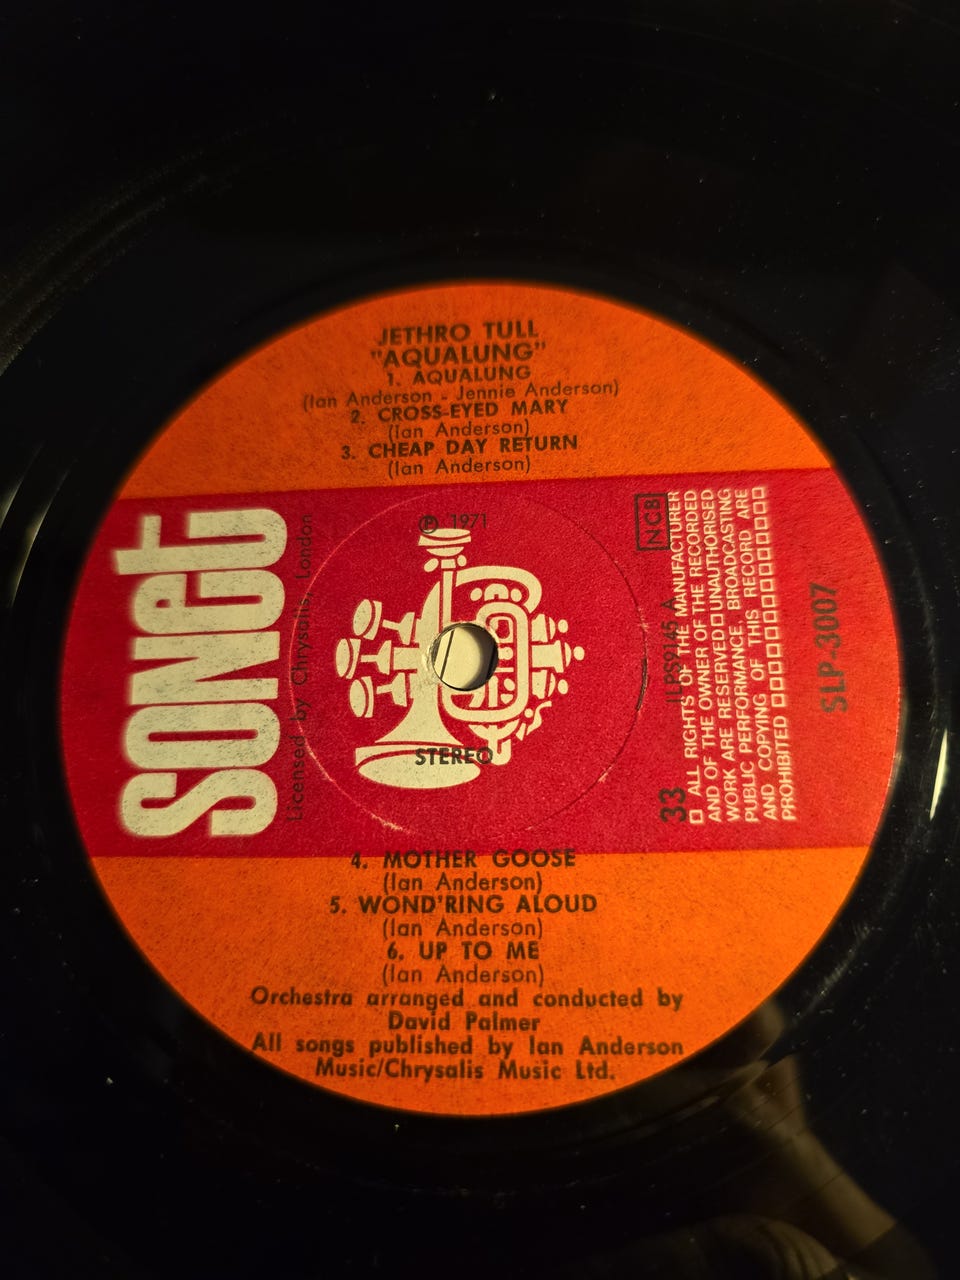 JETHRO TULL
"AQUALUNG"
1. AQUALUNG
(Ian Anderson - Jennie Anderson)
2. CROSS-EYED MARY
(Ian Anderson)
3. CHEAP DAY RETURN
(Ian Anderson)
SONET
Licensed by Chrysalis, London
Ⓟ 1971
STEREO
NCB
ILPS9145 A
33
□ ALL RIGHTS OF THE MANUFACTURER
AND OF THE OWNER OF THE RECORDED
WORK ARE RESERVED □ UNAUTHORISED
PUBLIC PERFORMANCE, BROADCASTING
AND COPYING OF THIS RECORD ARE
PROHIBITED □□□□□□□□□□□□
SLP-3007
4. MOTHER GOOSE
(Ian Anderson)
5. WOND'RING ALOUD
(Ian Anderson)
6. UP TO ME
(Ian Anderson)
Orchestra arranged and conducted by
David Palmer
All songs published by Ian Anderson
Music/Chrysalis Music Ltd.